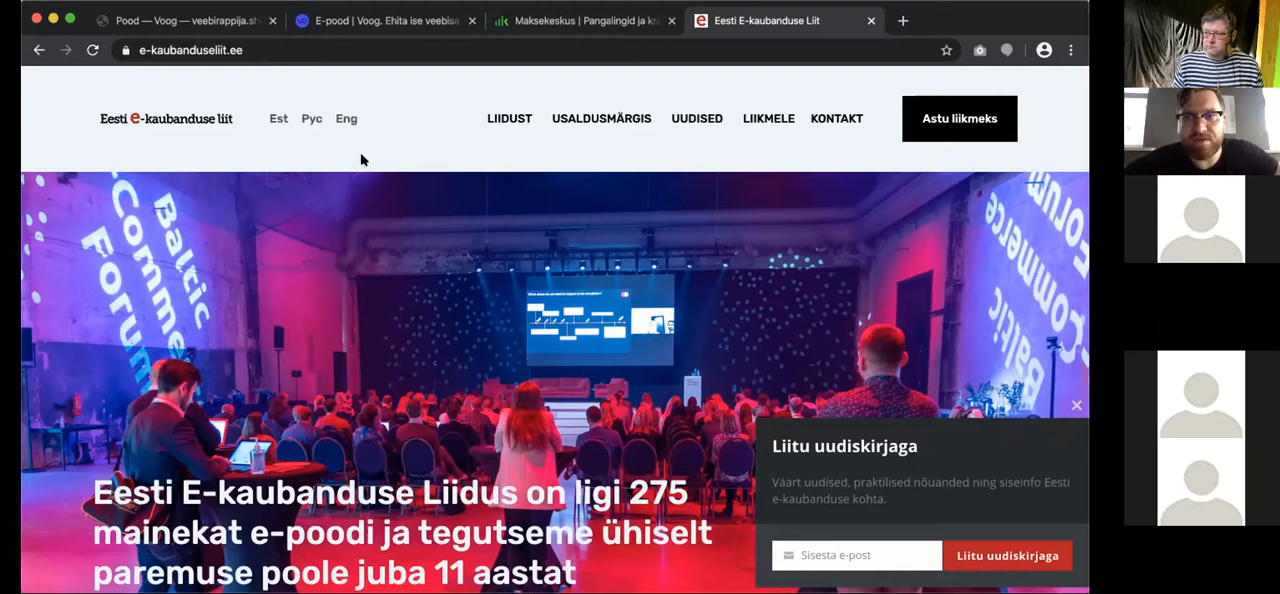 Pood — Voog — veebirappija.sh
E-pood | Voog. Ehita ise veebisa
Maksekeskus | Pangalingid ja kre
Eesti E-kaubanduse Liit
e-kaubanduseliit.ee
Eesti e-kaubanduse liit
Est Рус Eng
LIIDUST USALDUSMÄRGIS UUDISED LIIKMELE KONTAKT
Astu liikmeks
Baltic
E-Commerce
Forum
Baltic
E-Commerce
Forum
Eesti E-kaubanduse Liidus on ligi 275
mainekat e-poodi ja tegutseme ühiselt
paremuse poole juba 11 aastat
Liitu uudiskirjaga
Väärt uudised, praktilised nõuanded ning siseinfo Eesti
e-kaubanduse kohta.
Sisesta e-post
Liitu uudiskirjaga